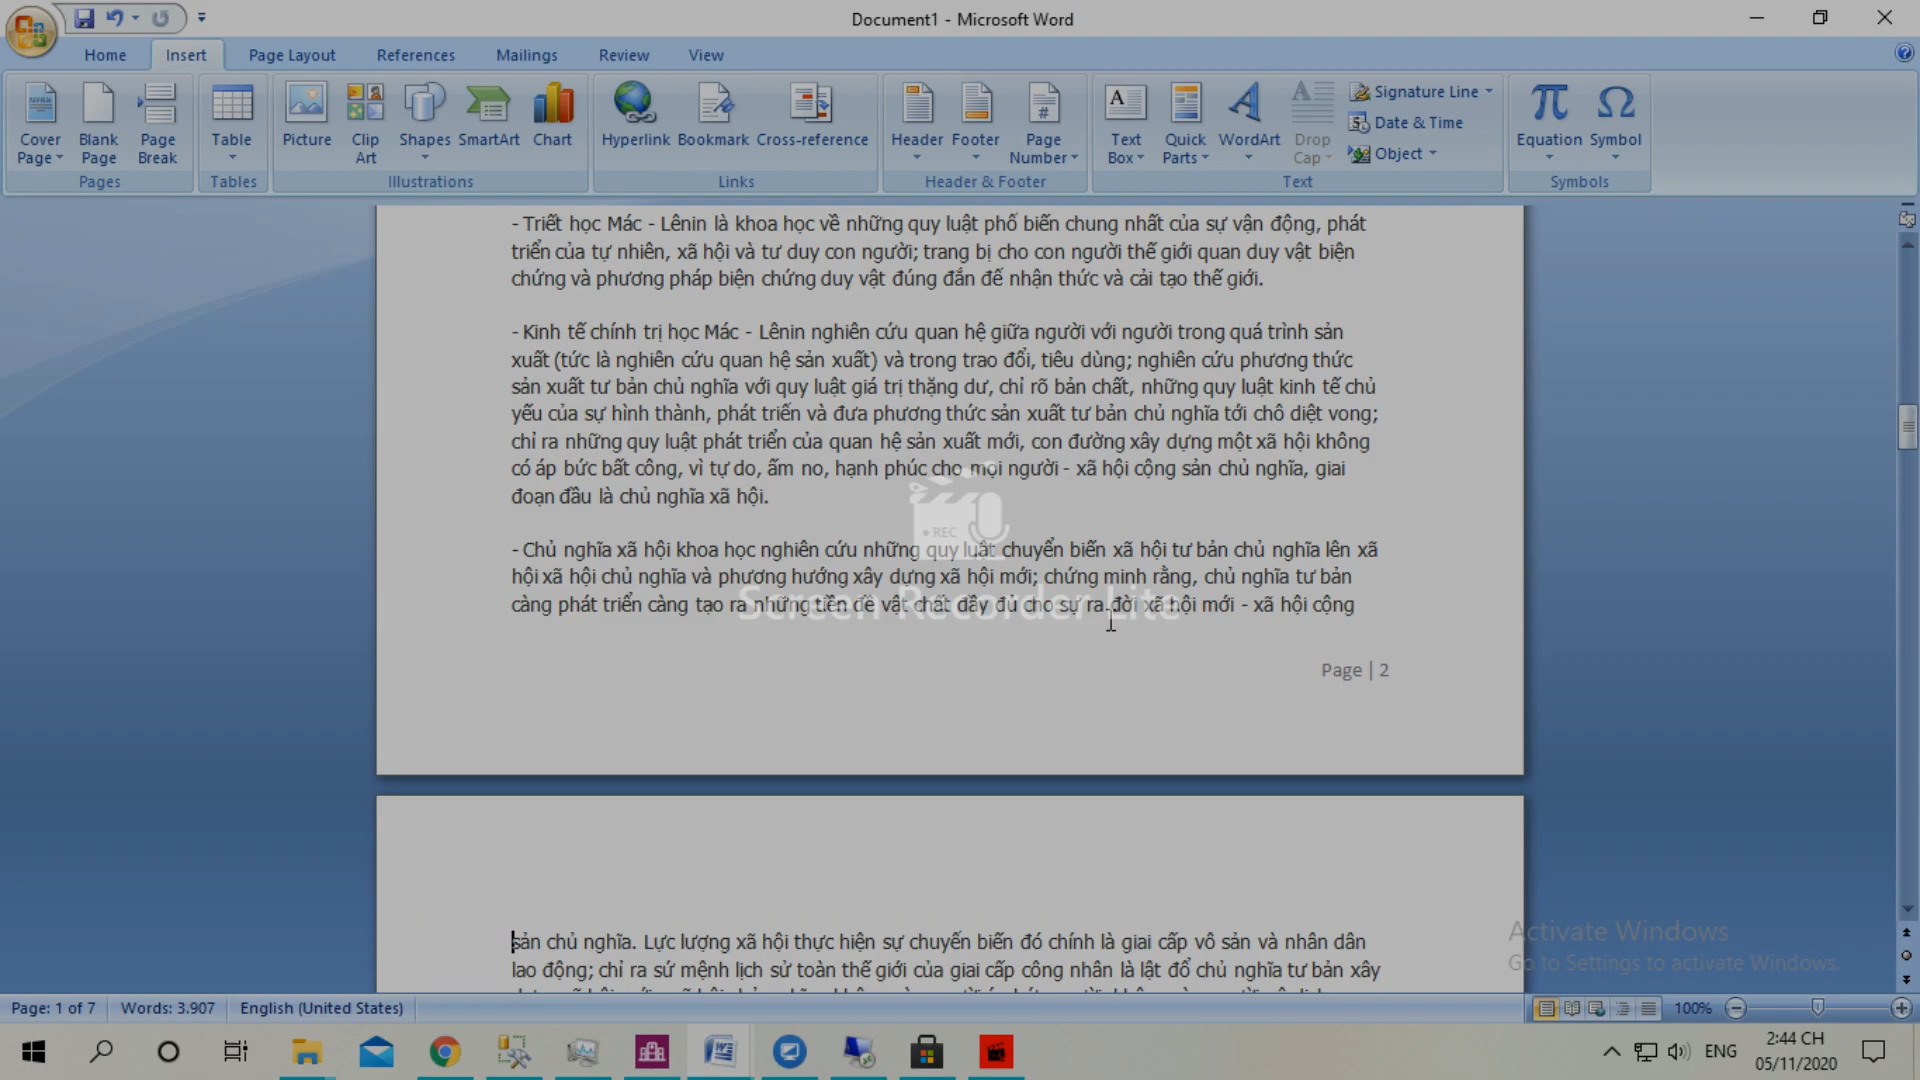 Document1 - Microsoft Word
Home Insert Page Layout References Mailings Review View
Cover Page
Blank Page
Page Break
Table
Picture
Clip Art
Shapes
SmartArt
Chart
Hyperlink
Bookmark
Cross-reference
Header
Footer
Page Number
Text Box
Quick Parts
WordArt
Drop Cap
Signature Line
Date & Time
Object
Equation
Symbol
Pages Tables Illustrations Links Header & Footer Text Symbols
- Triết học Mác - Lênin là khoa học về những quy luật phố biến chung nhất của sự vận động, phát
triển của tự nhiên, xã hội và tư duy con người; trang bị cho con người thế giới quan duy vật biện
chứng và phương pháp biện chứng duy vật đúng đắn đế nhận thức và cải tạo thế giới.
- Kinh tế chính trị học Mác - Lênin nghiên cứu quan hệ giữa người với người trong quá trình sản
xuất (tức là nghiên cứu quan hệ sản xuất) và trong trao đổi, tiêu dùng; nghiên cứu phương thức
sản xuất tư bản chủ nghĩa với quy luật giá trị thặng dư, chỉ rõ bản chất, những quy luật kinh tế chủ
yếu của sự hình thành, phát triến và đưa phương thức sản xuất tư bản chủ nghĩa tới chô diệt vong;
chỉ ra những quy luật phát triển của quan hệ sản xuất mới, con đường xây dựng một xã hội không
có áp bức bất công, vì tự do, ấm no, hạnh phúc cho mọi người - xã hội cộng sản chủ nghĩa, giai
đoạn đầu là chủ nghĩa xã hội.
REC
- Chủ nghĩa xã hội khoa học nghiên cứu những quy luật chuyển biến xã hội tư bản chủ nghĩa lên xã
hội xã hội chủ nghĩa và phương hướng xây dựng xã hội mới; chứng minh rằng, chủ nghĩa tư bản
càng phát triển càng tạo ra những tiền đề vật chất đầy đủ cho sự ra đời xã hội mới - xã hội cộng
Screen Recorder Lite
Page | 2
sản chủ nghĩa. Lực lượng xã hội thực hiện sự chuyển biến đó chính là giai cấp vô sản và nhân dân
lao động; chỉ ra sứ mệnh lịch sử toàn thế giới của giai cấp công nhân là lật đổ chủ nghĩa tư bản xây
Activate Windows
Go to Settings to activate Windows.
Page: 1 of 7 Words: 3.907 English (United States) 100%
ENG
2:44 CH
05/11/2020